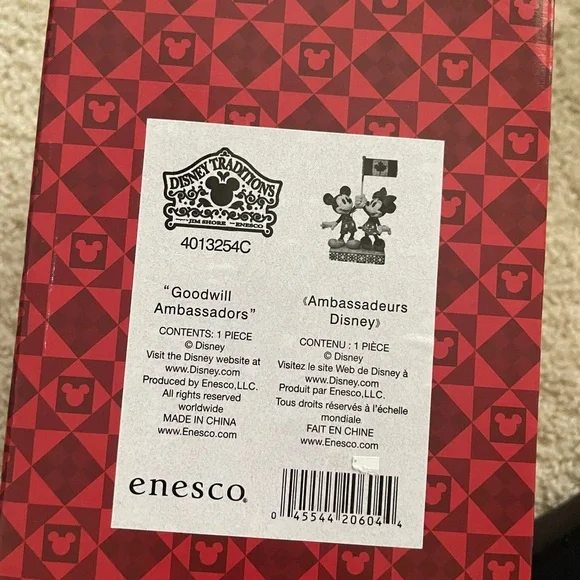 DISNEY TRADITIONS
designed by JIM SHORE for ENESCO
4013254C
"Goodwill
Ambassadors"
CONTENTS: 1 PIECE
© Disney
Visit the Disney website at
www.Disney.com
Produced by Enesco,LLC.
All rights reserved
worldwide
MADE IN CHINA
www.Enesco.com
《Ambassadeurs
Disney》
CONTENU : 1 PIÈCE
© Disney
Visitez le site Web de Disney à
www.Disney.com
Produit par Enesco,LLC.
Tous droits réservés à l'échelle
mondiale
FAIT EN CHINE
www.Enesco.com
enesco®
0 45544 20604 4